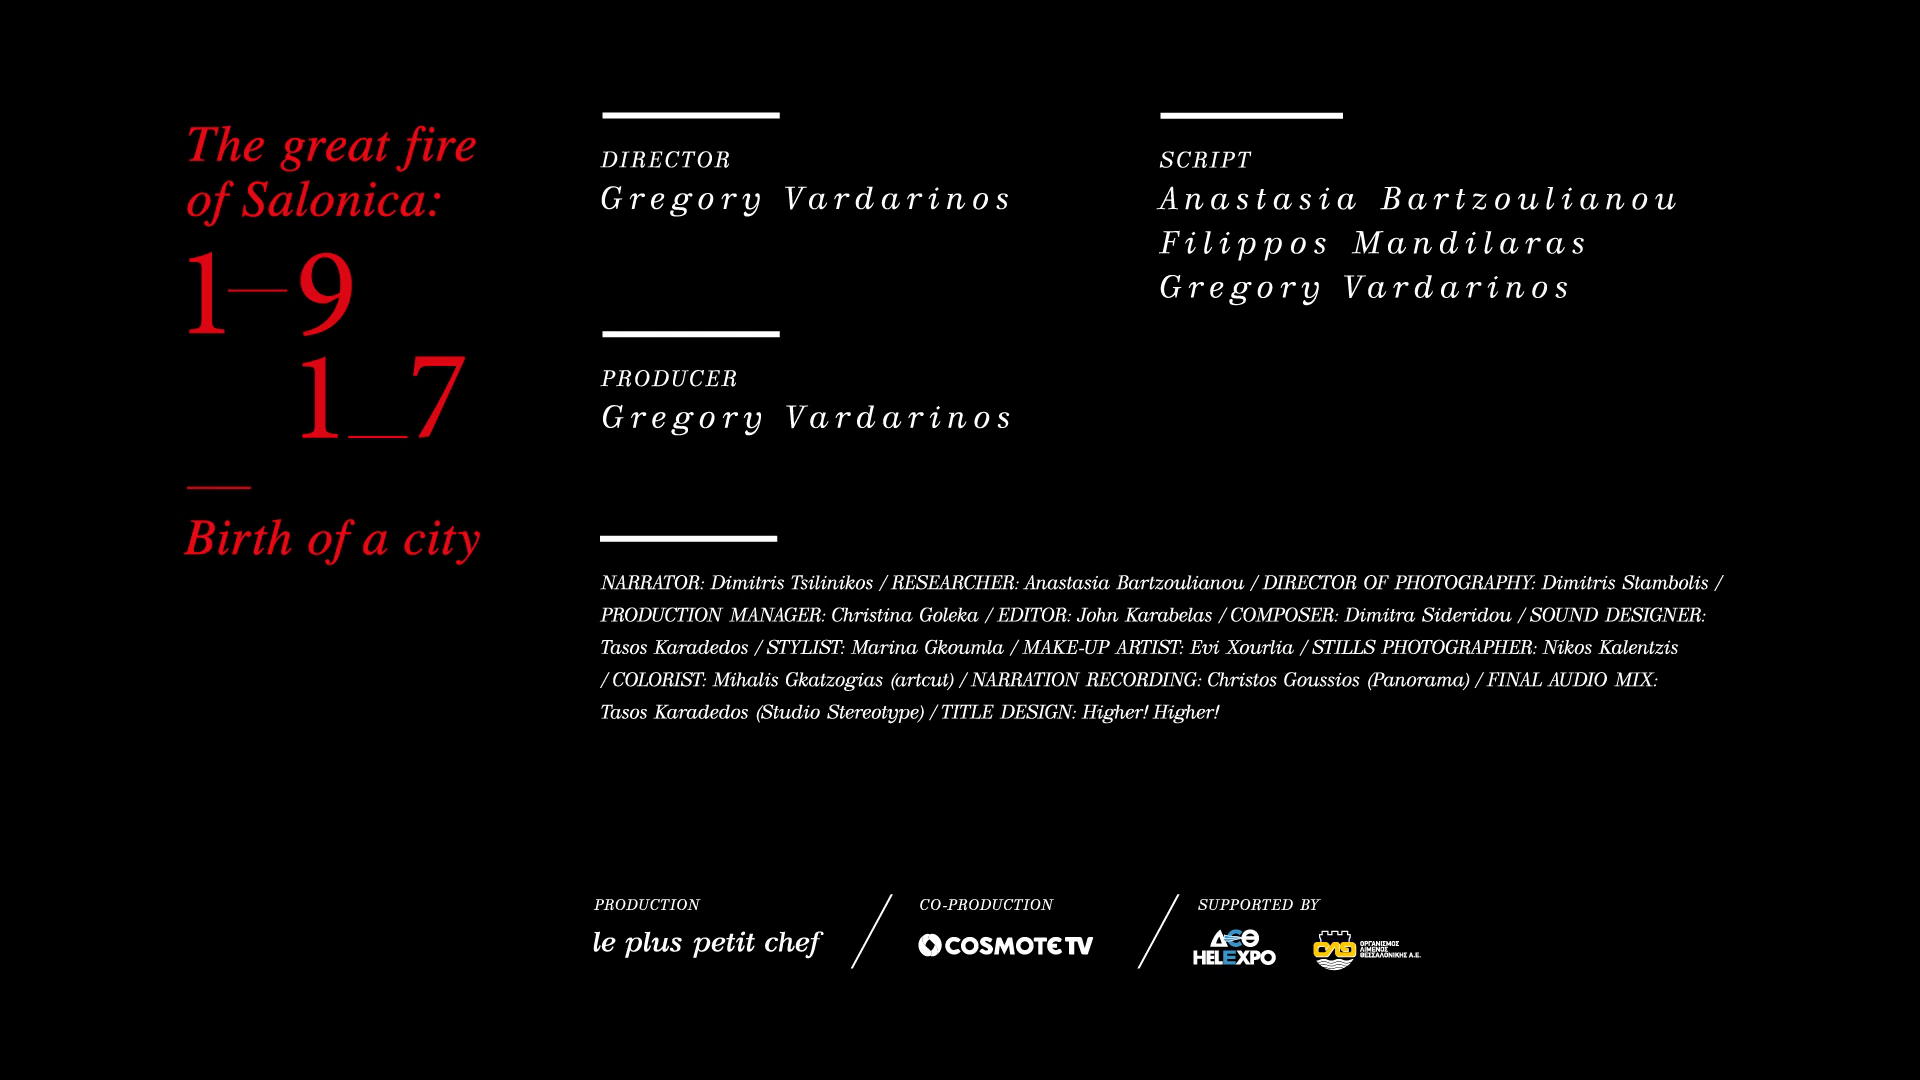 The great fire
of Salonica:
1—9
1_7
—
Birth of a city
DIRECTOR
Gregory Vardarinos
SCRIPT
Anastasia Bartzoulianou
Filippos Mandilaras
Gregory Vardarinos
PRODUCER
Gregory Vardarinos
NARRATOR: Dimitris Tsilinikos / RESEARCHER: Anastasia Bartzoulianou / DIRECTOR OF PHOTOGRAPHY: Dimitris Stambolis /
PRODUCTION MANAGER: Christina Goleka / EDITOR: John Karabelas / COMPOSER: Dimitra Sideridou / SOUND DESIGNER:
Tasos Karadedos / STYLIST: Marina Gkoumla / MAKE-UP ARTIST: Evi Xourlia / STILLS PHOTOGRAPHER: Nikos Kalentzis
/ COLORIST: Mihalis Gkatzogias (artcut) / NARRATION RECORDING: Christos Goussios (Panorama) / FINAL AUDIO MIX:
Tasos Karadedos (Studio Stereotype) / TITLE DESIGN: Higher! Higher!
PRODUCTION
le plus petit chef
CO-PRODUCTION
COSMOTE TV
SUPPORTED BY
ΔΕΘ
HELEXPO
ΟΛΘ
ΟΡΓΑΝΙΣΜΟΣ
ΛΙΜΕΝΟΣ
ΘΕΣΣΑΛΟΝΙΚΗΣ Α.Ε.